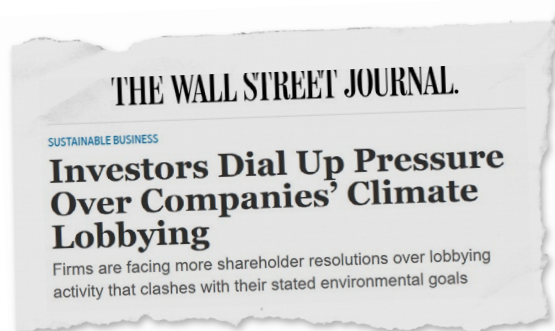 THE WALL STREET JOURNAL.
SUSTAINABLE BUSINESS
Investors Dial Up Pressure
Over Companies’ Climate
Lobbying
Firms are facing more shareholder resolutions over lobbying
activity that clashes with their stated environmental goals